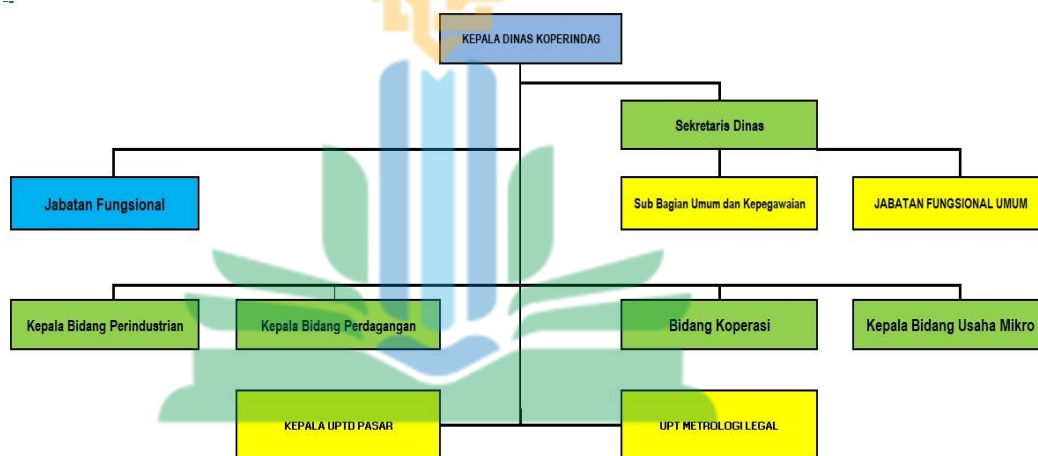 KEPALA DINAS KOPERINDAG
Sekretaris Dinas
Jabatan Fungsional
Sub Bagian Umum dan Kepegawaian
JABATAN FUNGSIONAL UMUM
Kepala Bidang Perindustrian
Kepala Bidang Perdagangan
Bidang Koperasi
Kepala Bidang Usaha Mikro
KEPALA UPTD PASAR
UPT METROLOGI LEGAL